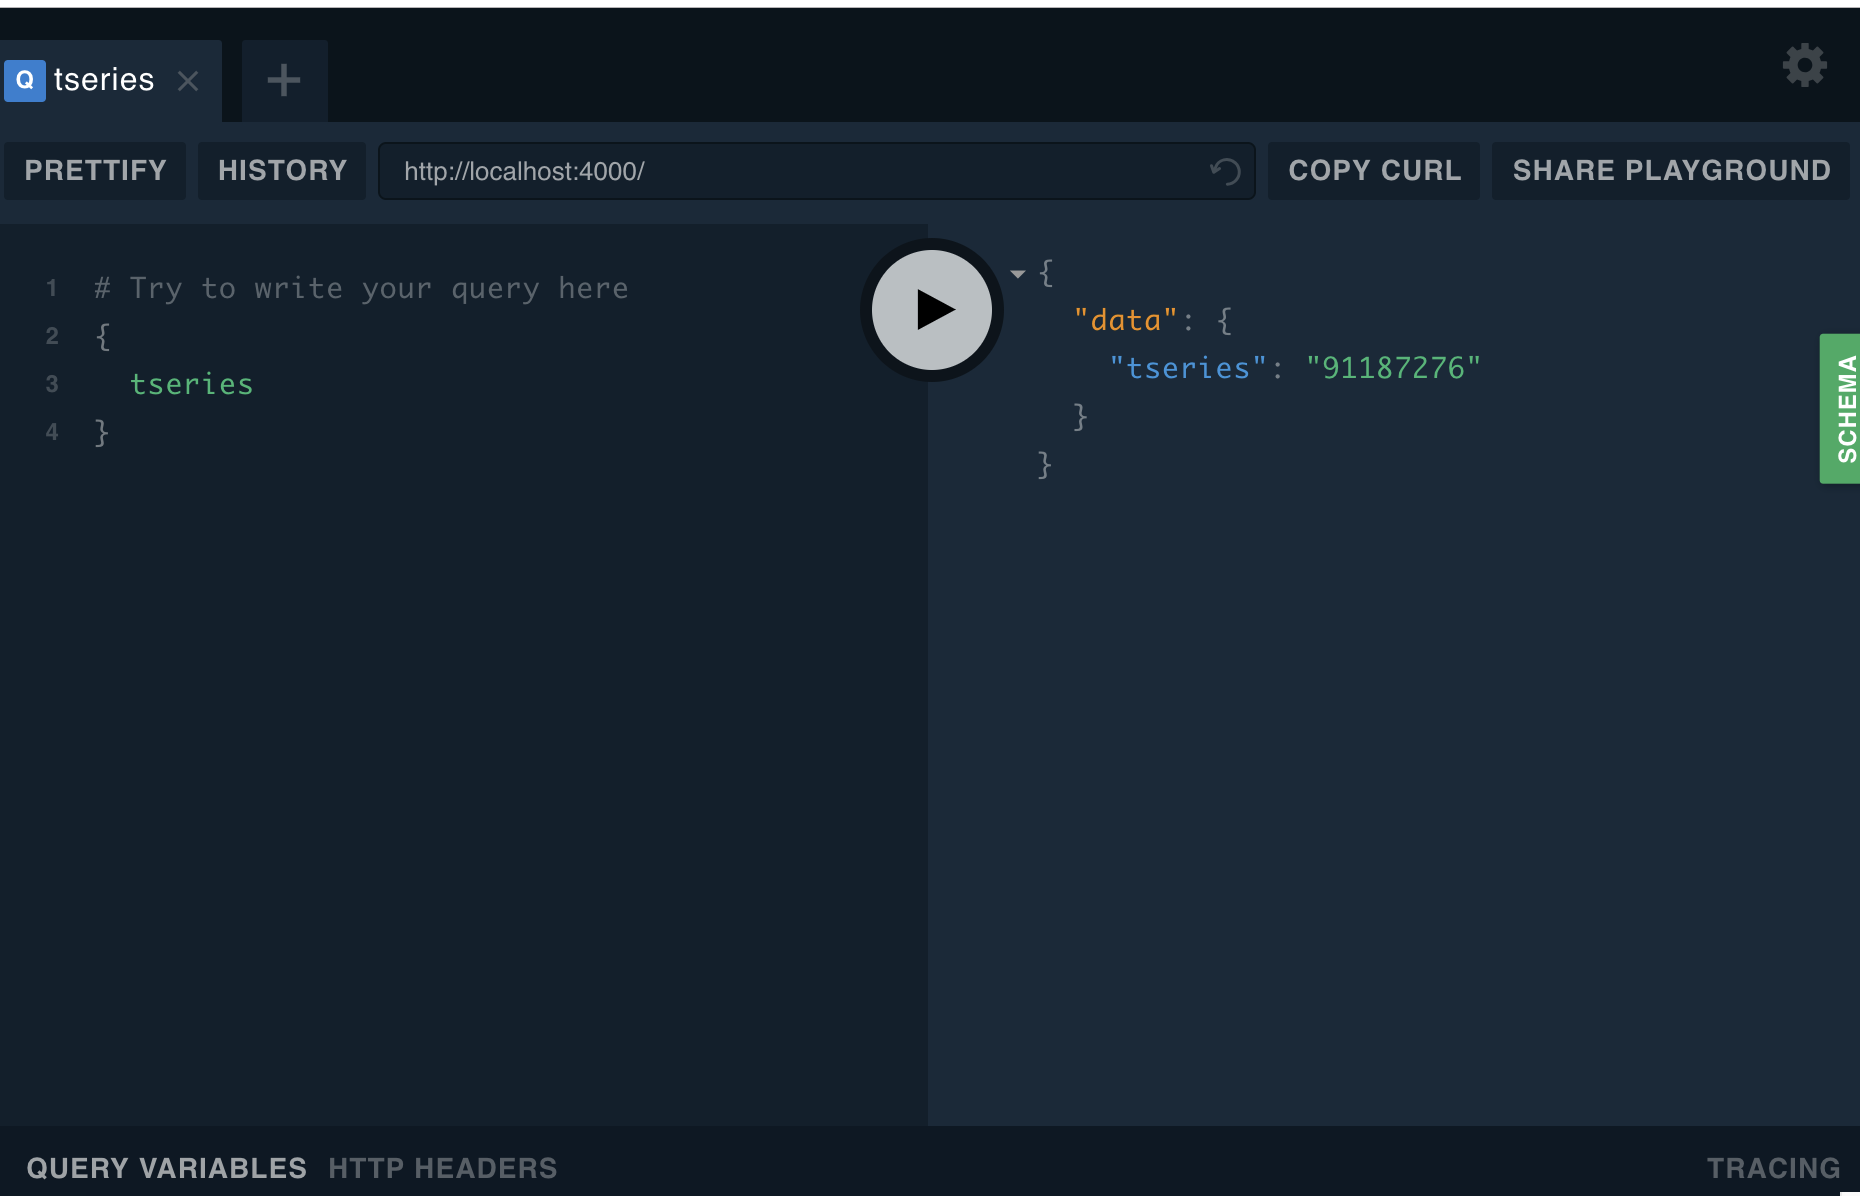 Q tseries
PRETTIFY HISTORY http://localhost:4000/ COPY CURL SHARE PLAYGROUND
1 # Try to write your query here
2 {
3 tseries
4 }
{
"data": {
"tseries": "91187276"
}
}
SCHEMA
QUERY VARIABLES HTTP HEADERS TRACING